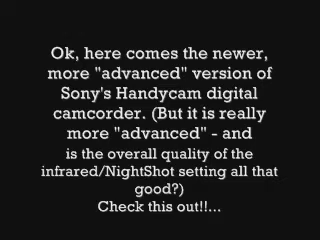 Ok, here comes the newer,
more "advanced" version of
Sony's Handycam digital
camcorder. (But it is really
more "advanced" - and
is the overall quality of the
infrared/NightShot setting all that
good?)
Check this out!!...